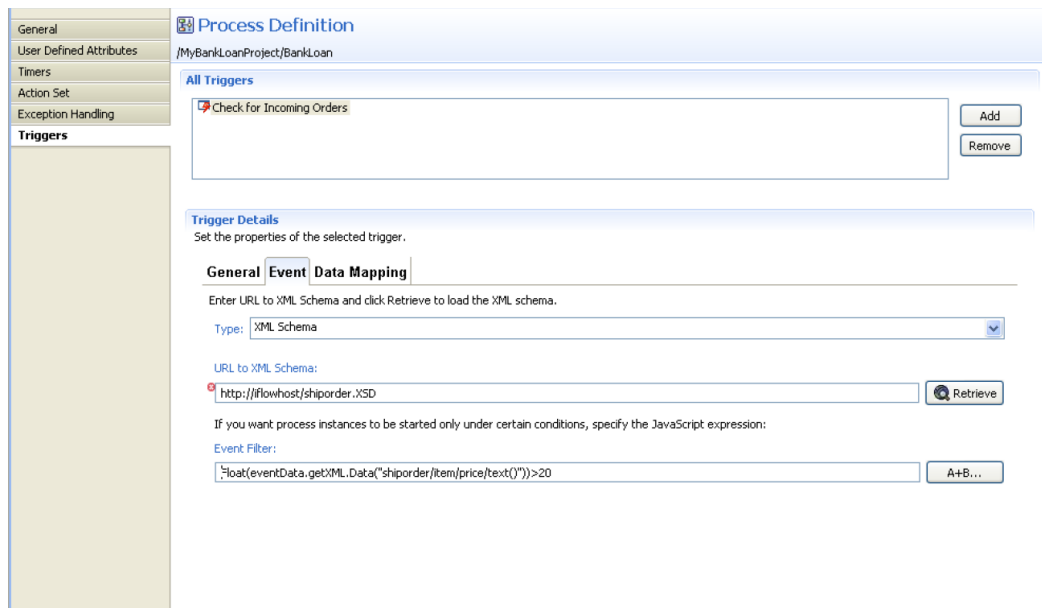 Process Definition
General
User Defined Attributes
/MyBankLoanProject/BankLoan
Timers
All Triggers
Action Set
Check for Incoming Orders
Exception Handling
Add
Triggers
Remove
Trigger Details
Set the properties of the selected trigger.
General Event Data Mapping
Enter URL to XML Schema and click Retrieve to load the XML schema.
Type: XML Schema
URL to XML Schema:
http://iflowhost/shiporder.XSD Retrieve
If you want process instances to be started only under certain conditions, specify the JavaScript expression:
Event Filter:
Float(eventData.getXML.Data("shiporder/item/price/text()"))>20 A+B...